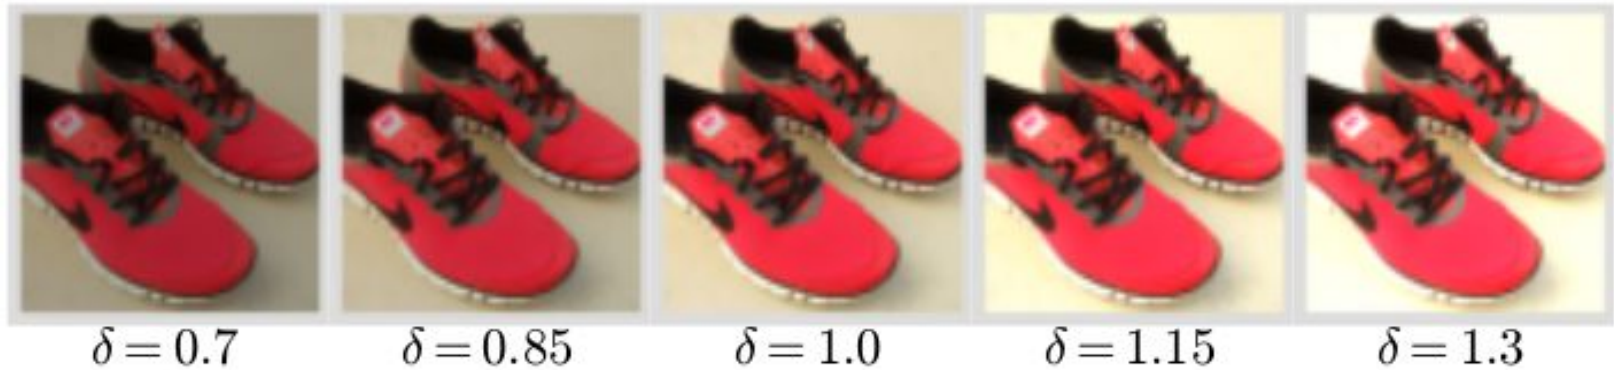 δ = 0.7 δ = 0.85 δ = 1.0 δ = 1.15 δ = 1.3